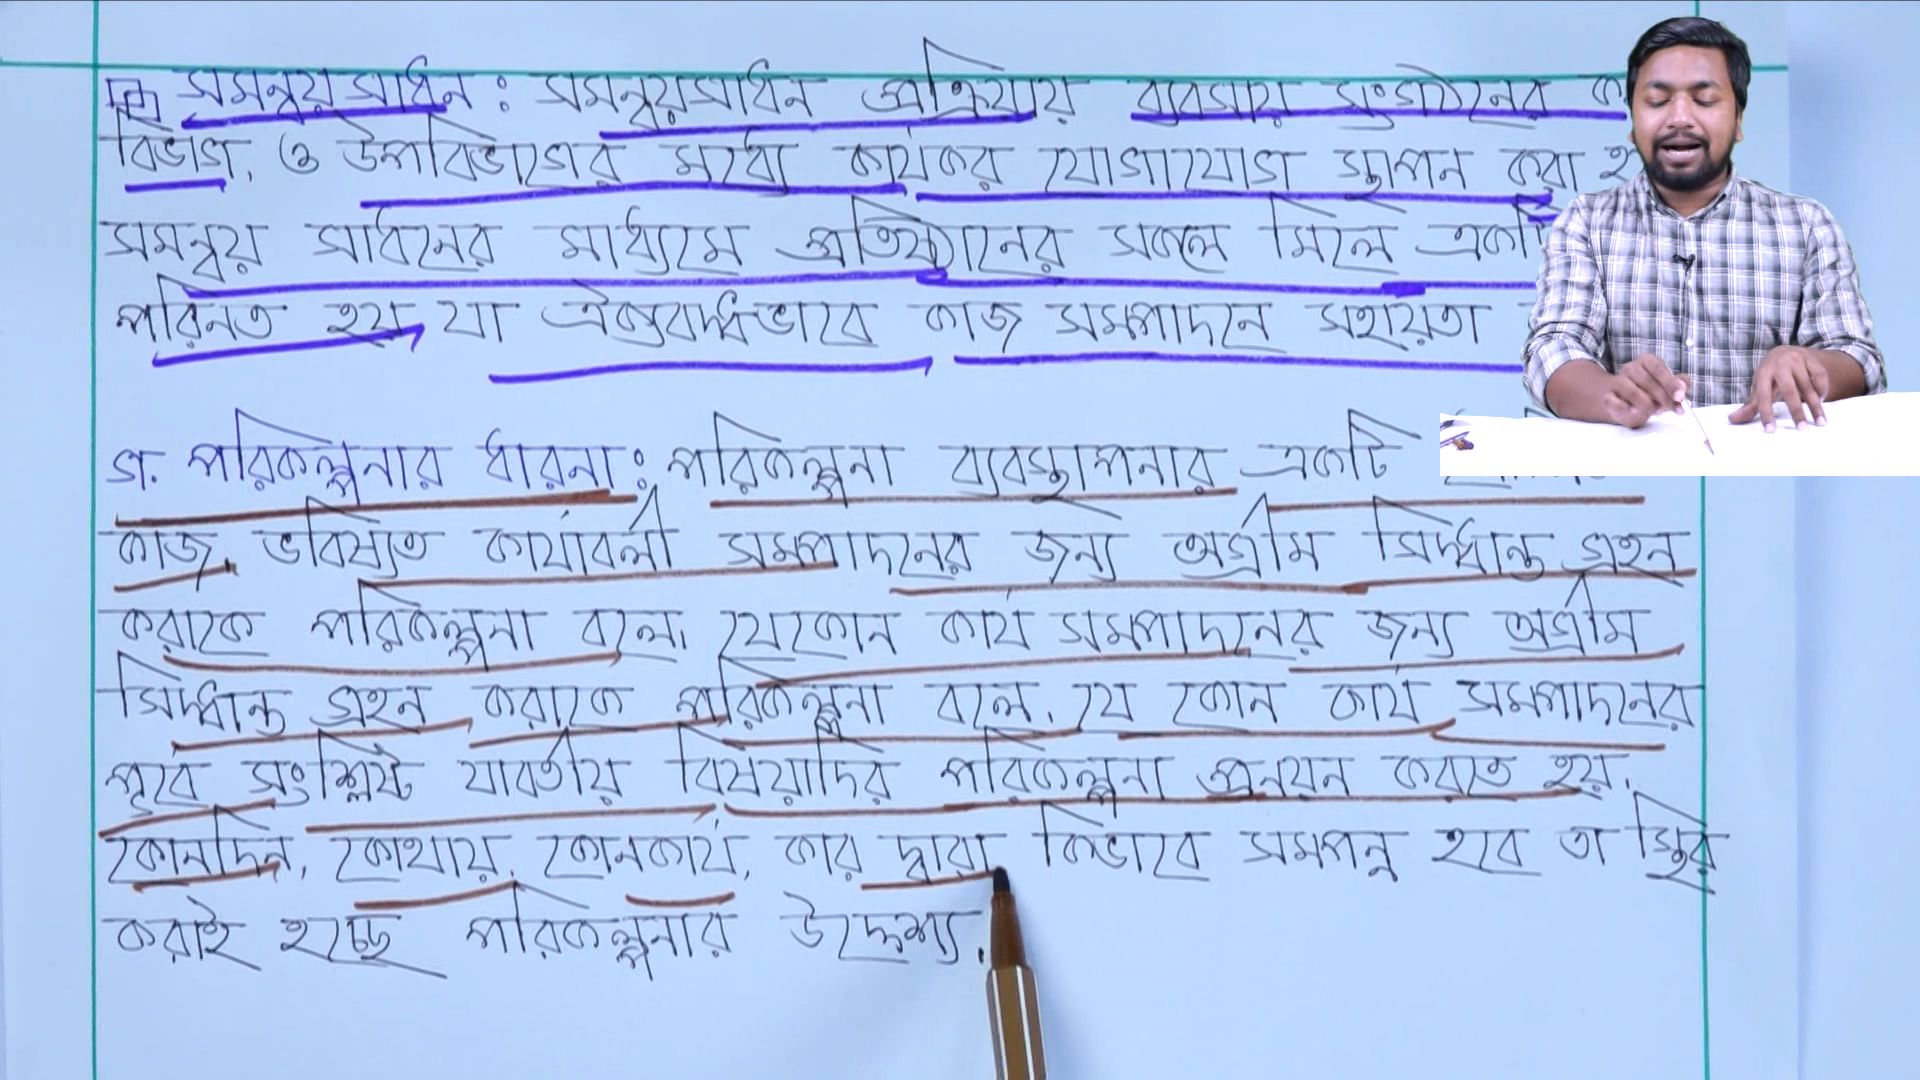 সমন্বয়সাধন : সমন্বয়সাধন প্রক্রিয়ায় ব্যবসায় সংগঠনের
বিভাগ, ও উপবিভাগের মধ্যে কার্যকর যোগাযোগ স্থাপন করা
সমন্বয় সাধনের মাধ্যমে প্রতিষ্ঠানের সকলে মিলে একটি
পরিনত হয় যা ঐক্যবদ্ধভাবে কাজ সম্পাদনে সহায়তা
গ. পরিকল্পনার ধারনা : পরিকল্পনা ব্যবস্থাপনার একটি
কাজ. ভবিষ্যত কার্যাবলী সম্পাদনের জন্যে অগ্রীম সিদ্ধান্ত গ্রহন
করাকে পরিকল্পনা বলে. যেকোন কার্য সম্পাদনের জন্য অগ্রীম
সিদ্ধান্ত গ্রহন করাকে পরিকল্পনা বলে. যে কোন কার্য সম্পাদনের
পূর্বে সংশ্লিষ্ট যাবতীয় বিষয়াদির পরিকল্পনা প্রনয়ন করতে হয়.
কোনদিন, কোথায়, কোনকার্য, কার দ্বারা কিভাবে সম্পন্ন হবে তা স্থির
করাই হচ্ছে পরিকল্পনার উদ্দেশ্য.